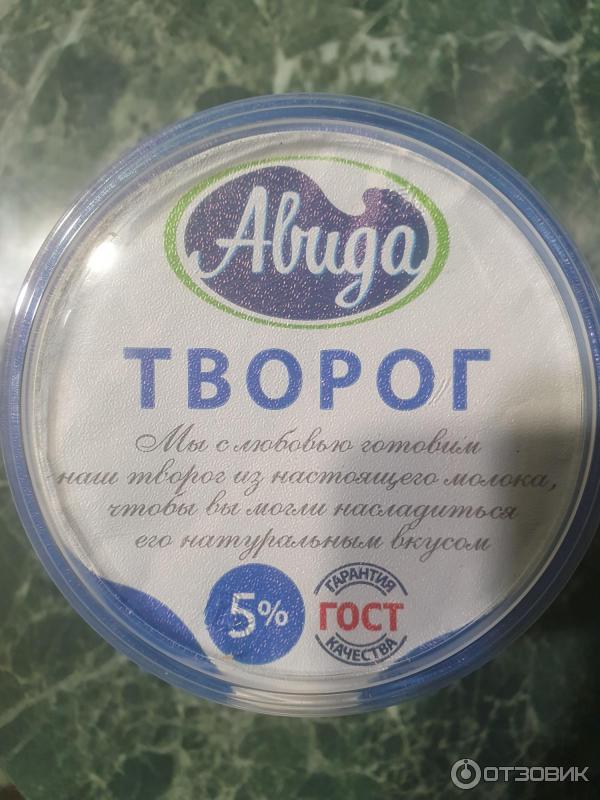 Авида
ТВОРОГ
Мы с любовью готовим
наш творог из настоящего молока,
чтобы вы могли насладиться
его натуральным вкусом
5%
ГАРАНТИЯ
ГОСТ
КАЧЕСТВА
ОТЗОВИК